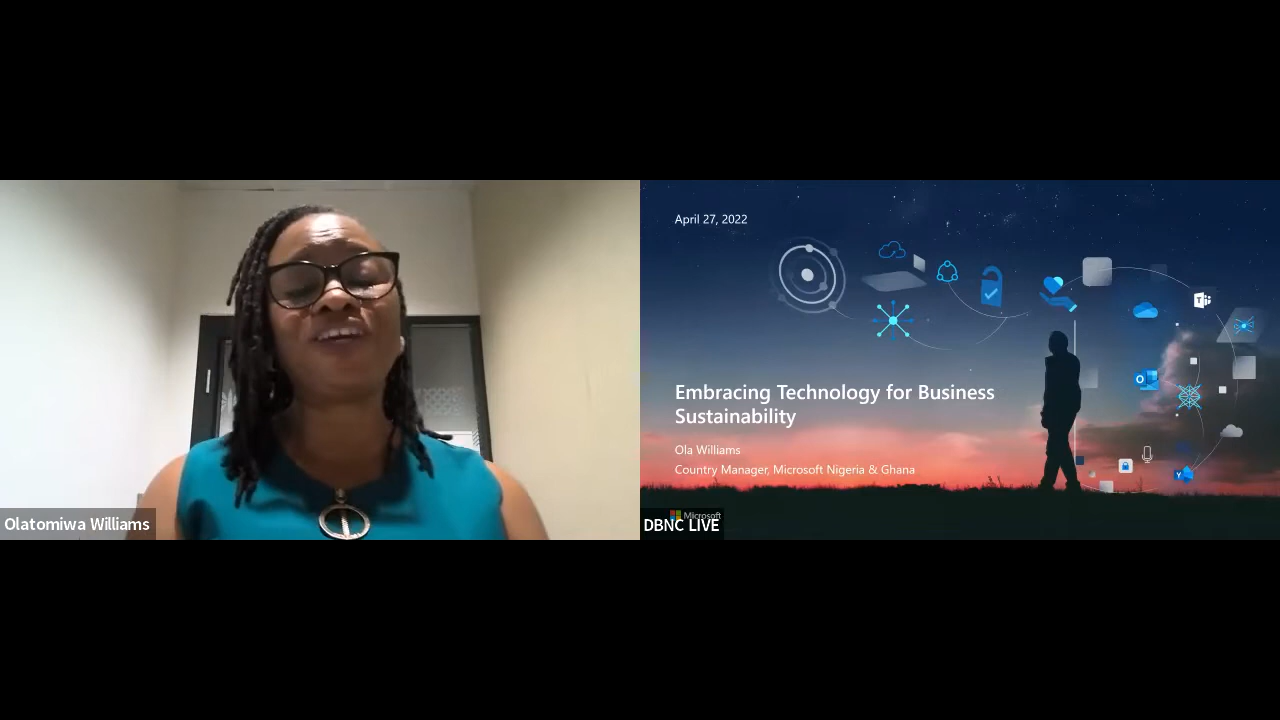 Olatomiwa Williams
April 27, 2022
Embracing Technology for Business
Sustainability
Ola Williams
Country Manager, Microsoft Nigeria & Ghana
Microsoft
DBNC LIVE